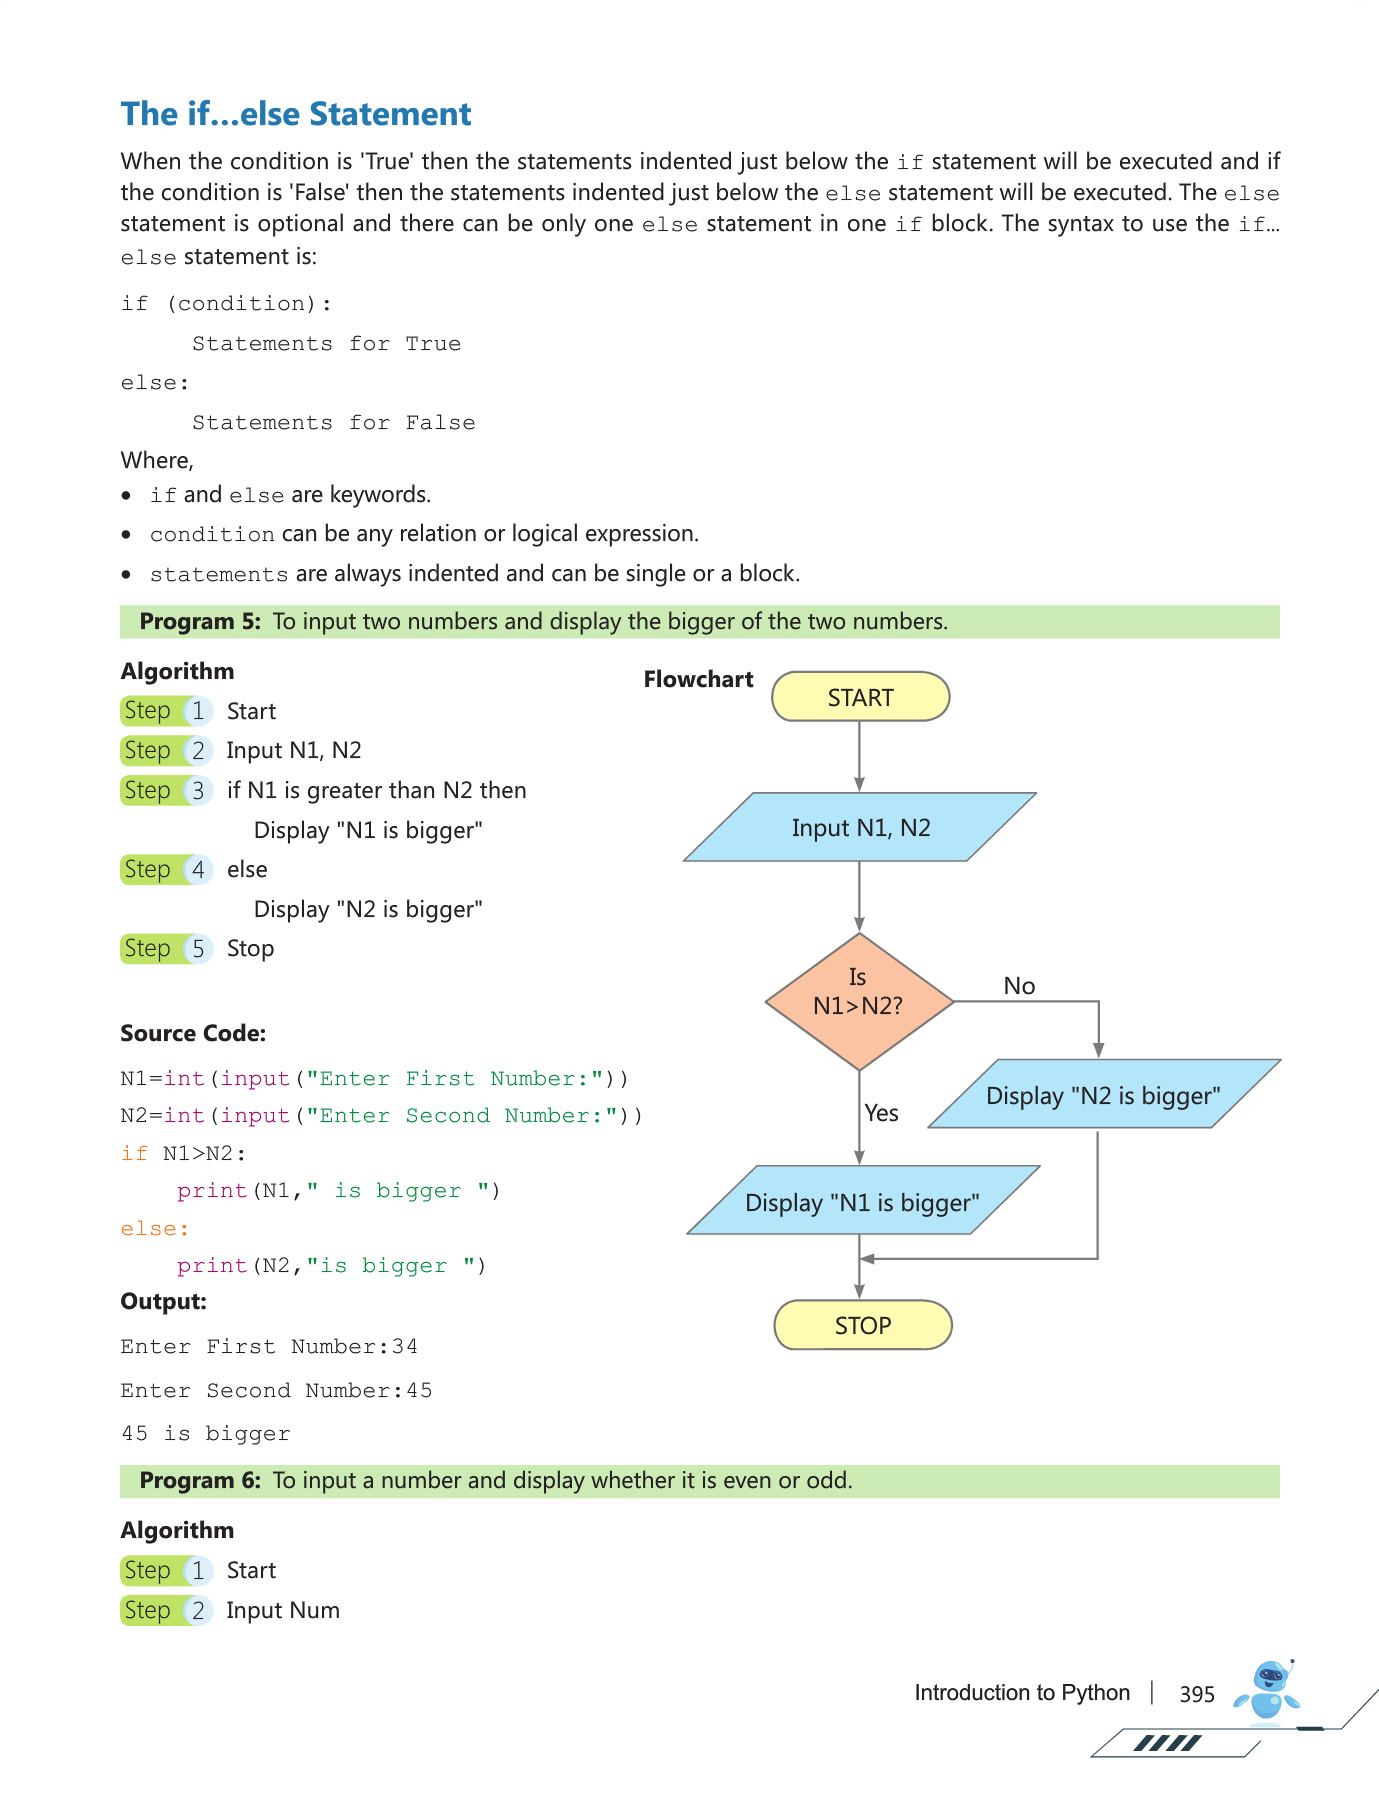 The if...else Statement
When the condition is 'True' then the statements indented just below the if statement will be executed and if
the condition is 'False' then the statements indented just below the else statement will be executed. The else
statement is optional and there can be only one else statement in one if block. The syntax to use the if...
else statement is:
if (condition):
Statements for True
else:
Statements for False
Where,
• if and else are keywords.
• condition can be any relation or logical expression.
• statements are always indented and can be single or a block.
Program 5: To input two numbers and display the bigger of the two numbers.
Algorithm
Step 1 Start
Step 2 Input N1, N2
Step 3 if N1 is greater than N2 then
Display "N1 is bigger"
Step 4 else
Display "N2 is bigger"
Step 5 Stop
Flowchart
START
Input N1, N2
Is
N1>N2?
No
Display "N2 is bigger"
Yes
Display "N1 is bigger"
STOP
Source Code:
N1=int(input("Enter First Number:"))
N2=int(input("Enter Second Number:"))
if N1>N2:
    print(N1," is bigger ")
else:
    print(N2,"is bigger ")
Output:
Enter First Number:34
Enter Second Number:45
45 is bigger
Program 6: To input a number and display whether it is even or odd.
Algorithm
Step 1 Start
Step 2 Input Num
Introduction to Python | 395